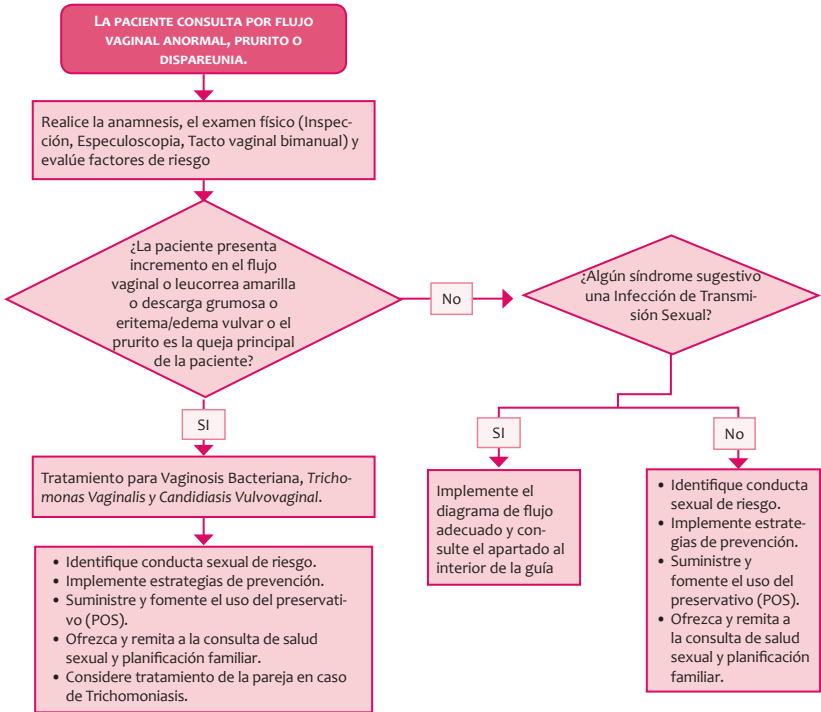 LA PACIENTE CONSULTA POR FLUJO
VAGINAL ANORMAL, PRURITO O
DISPAREUNIA.
Realice la anamnesis, el examen físico (Inspec-
ción, Especuloscopia, Tacto vaginal bimanual) y
evalúe factores de riesgo
¿La paciente presenta
incremento en el flujo
vaginal o leucorrea amarilla
o descarga grumosa o
eritema/edema vulvar o el
prurito es la queja principal
de la paciente?
No
¿Algún síndrome sugestivo
una Infección de Transmi-
sión Sexual?
SI
Tratamiento para Vaginosis Bacteriana, Tricho-
monas Vaginalis y Candidiasis Vulvovaginal.
• Identifique conducta sexual de riesgo.
• Implemente estrategias de prevención.
• Suministre y fomente el uso del preservati-
vo (POS).
• Ofrezca y remita a la consulta de salud
sexual y planificación familiar.
• Considere tratamiento de la pareja en caso
de Trichomoniasis.
SI
Implemente el
diagrama de flujo
adecuado y con-
sulte el apartado al
interior de la guía
No
• Identifique conducta
sexual de riesgo.
• Implemente estrate-
gias de prevención.
• Suministre y
fomente el uso del
preservativo (POS).
• Ofrezca y remita a
la consulta de salud
sexual y planificación
familiar.